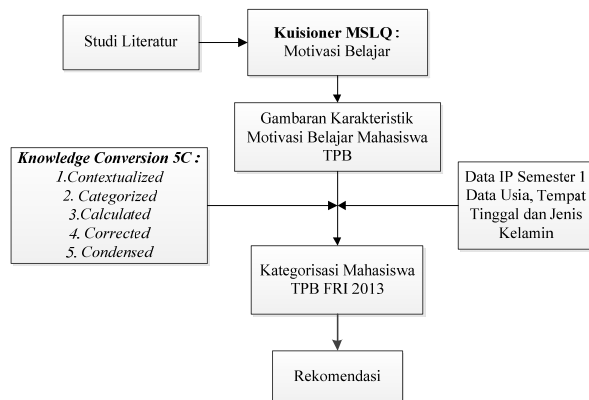 Studi Literatur
Kuisioner MSLQ :
Motivasi Belajar
Gambaran Karakteristik
Motivasi Belajar Mahasiswa
TPB
Knowledge Conversion 5C :
1.Contextualized
2. Categorized
3.Calculated
4. Corrected
5. Condensed
Data IP Semester 1
Data Usia, Tempat
Tinggal dan Jenis
Kelamin
Kategorisasi Mahasiswa
TPB FRI 2013
Rekomendasi